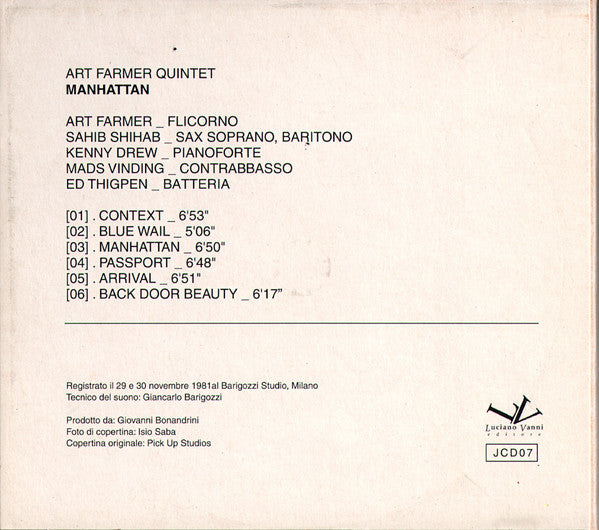 ART FARMER QUINTET
MANHATTAN
ART FARMER _ FLICORNO
SAHIB SHIHAB _ SAX SOPRANO, BARITONO
KENNY DREW _ PIANOFORTE
MADS VINDING _ CONTRABBASSO
ED THIGPEN _ BATTERIA
[01] . CONTEXT _ 6'53"
[02] . BLUE WAIL _ 5'06"
[03] . MANHATTAN _ 6'50"
[04] . PASSPORT _ 6'48"
[05] . ARRIVAL _ 6'51"
[06] . BACK DOOR BEAUTY _ 6'17”
Registrato il 29 e 30 novembre 1981al Barigozzi Studio, Milano
Tecnico del suono: Giancarlo Barigozzi
Prodotto da: Giovanni Bonandrini
Foto di copertina: Isio Saba
Copertina originale: Pick Up Studios
Luciano Vanni
editore
JCD07